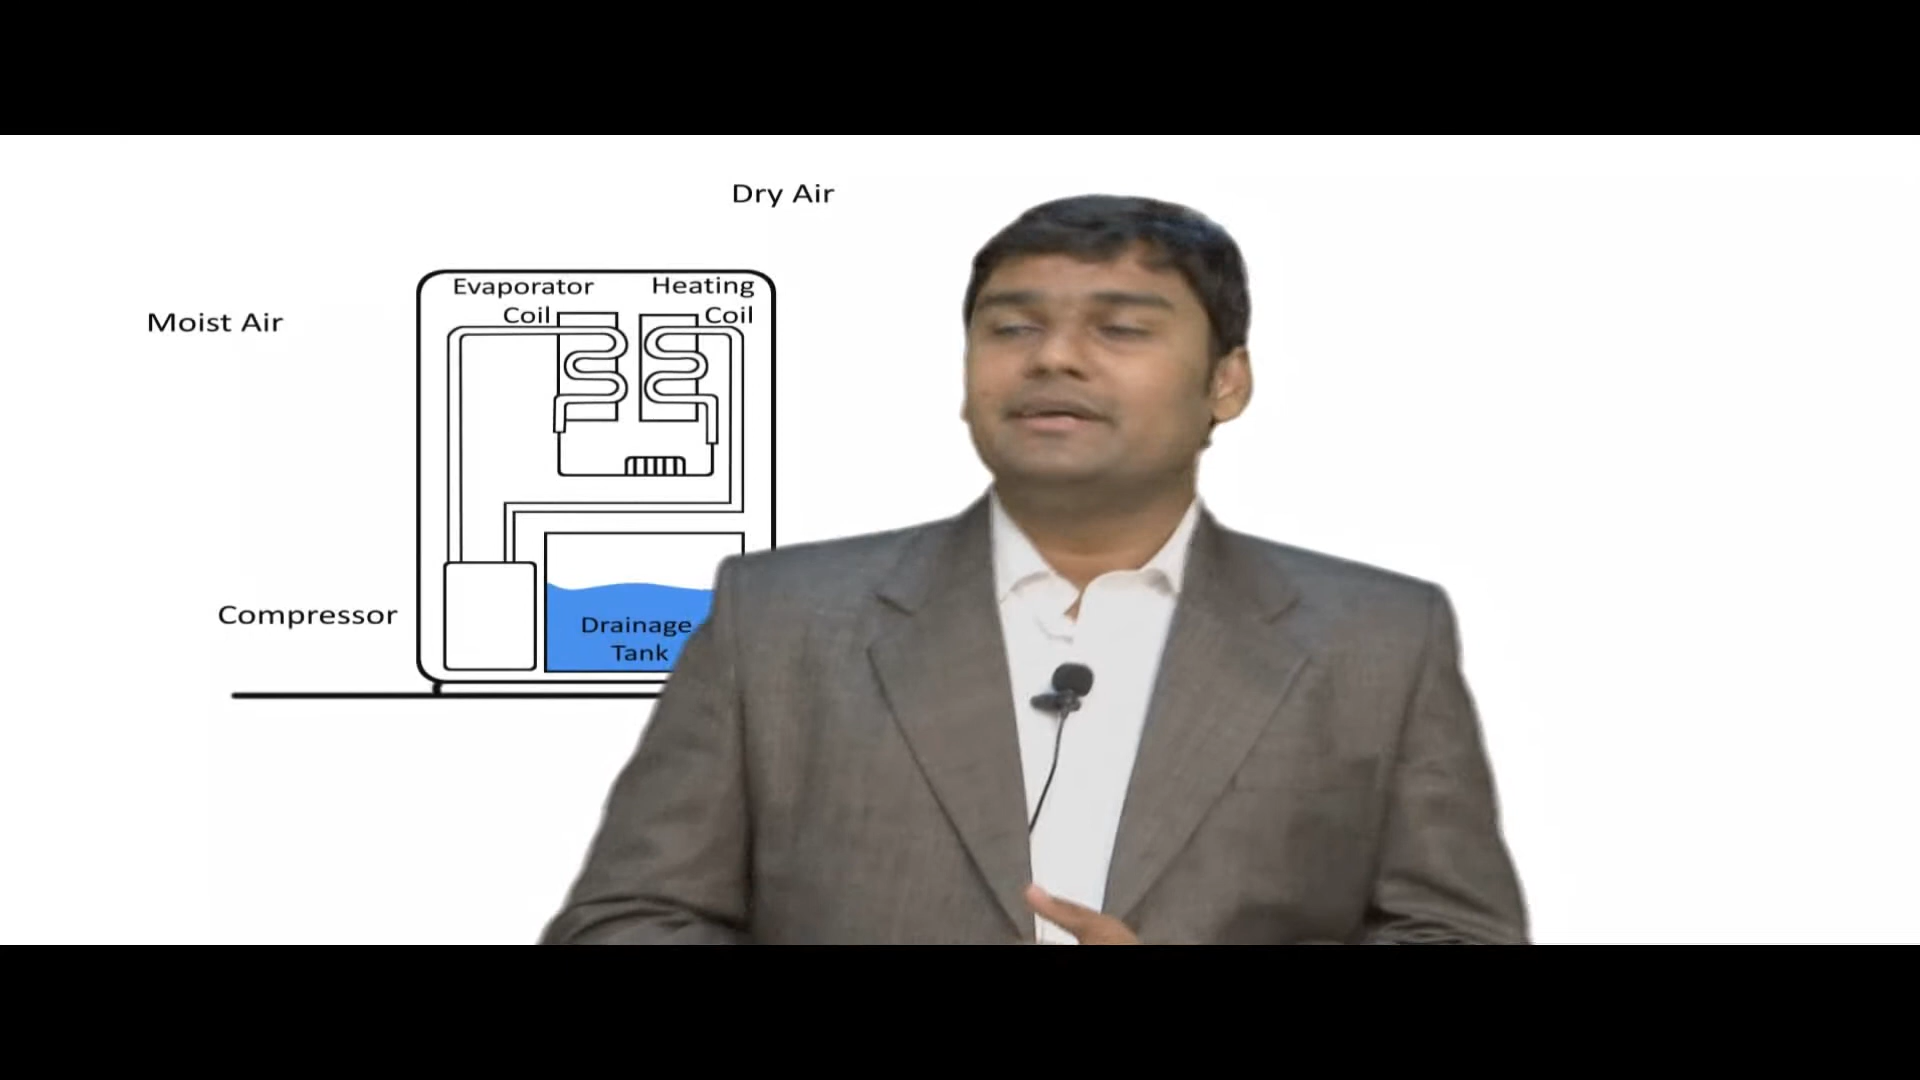 Dry Air
Evaporator
Coil
Heating
Coil
Moist Air
Compressor
Drainage
Tank